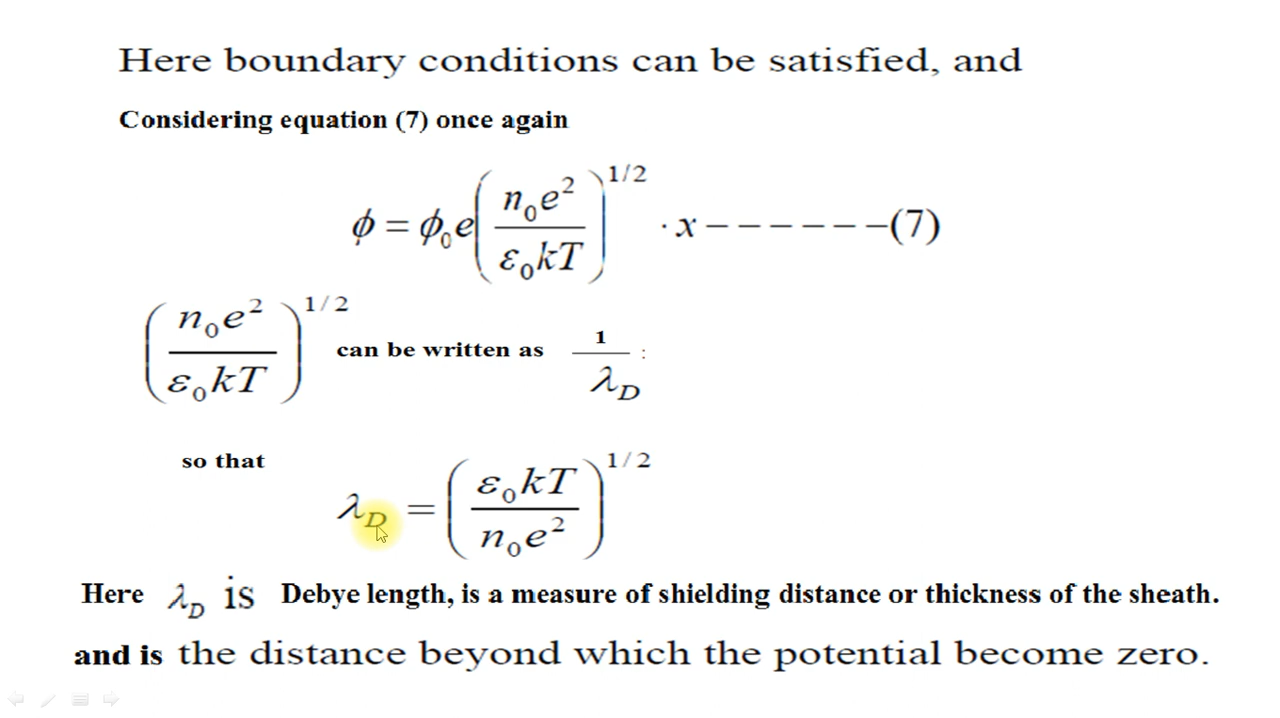 Here boundary conditions can be satisfied, and
Considering equation (7) once again
ϕ = ϕ₀e(n₀e²/ε₀kT)^1/2 · x − − − − − − −(7)
(n₀e²/ε₀kT)^1/2 can be written as 1/λ_D :
so that
λ_D = (ε₀kT/n₀e²)^1/2
Here λ_D is Debye length, is a measure of shielding distance or thickness of the sheath.
and is the distance beyond which the potential become zero.